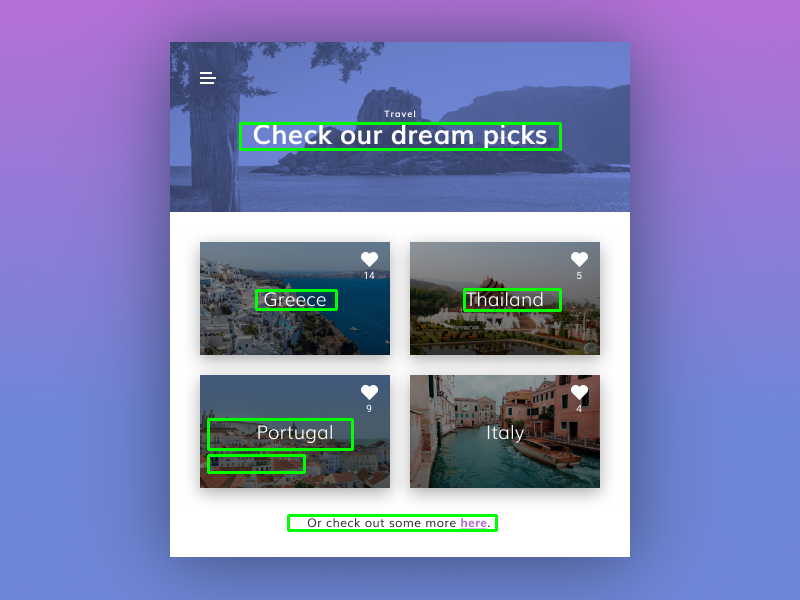 Travel
Check our dream picks
14
5
Greece
Thailand
9
4
Portugal
Italy
Or check out some more here.